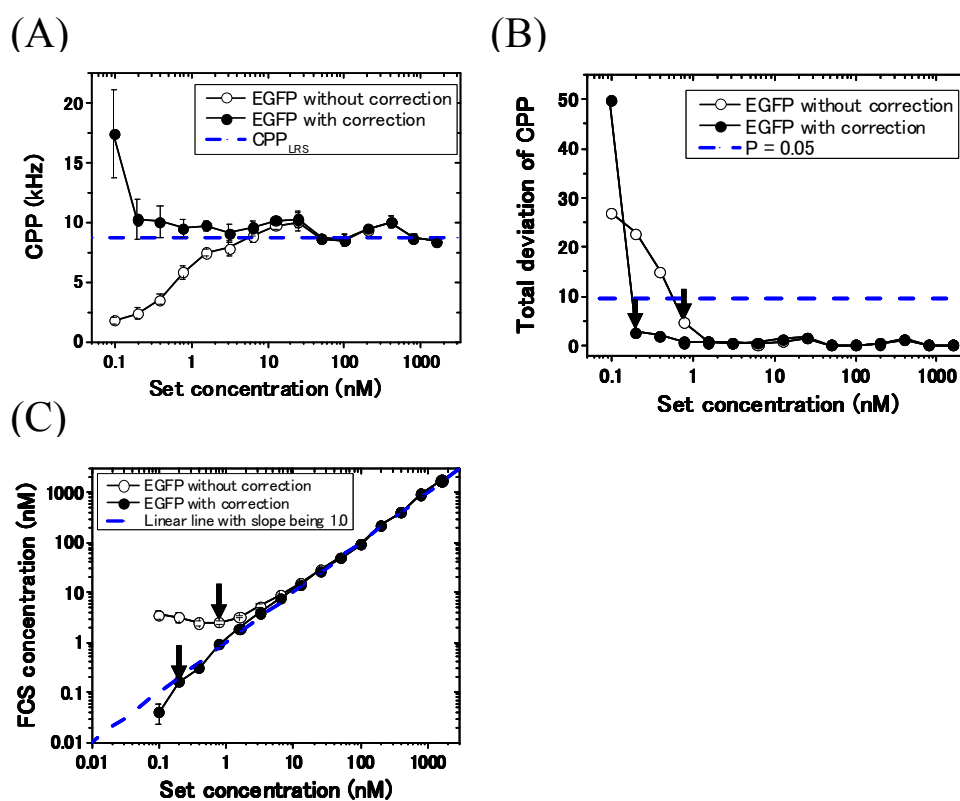 (A)
CPP (kHz)
20
15
10
5
0
EGFP without correction
EGFP with correction
CPP LRS
0.1
1
10
100
1000
Set concentration (nM)
(B)
Total deviation of CPP
50
40
30
20
10
0
EGFP without correction
EGFP with correction
P = 0.05
0.1
1
10
100
1000
Set concentration (nM)
(C)
FCS concentration (nM)
1000
100
10
1
0.1
0.01
EGFP without correction
EGFP with correction
Linear line with slope being 1.0
0.01
0.1
1
10
100
1000
Set concentration (nM)